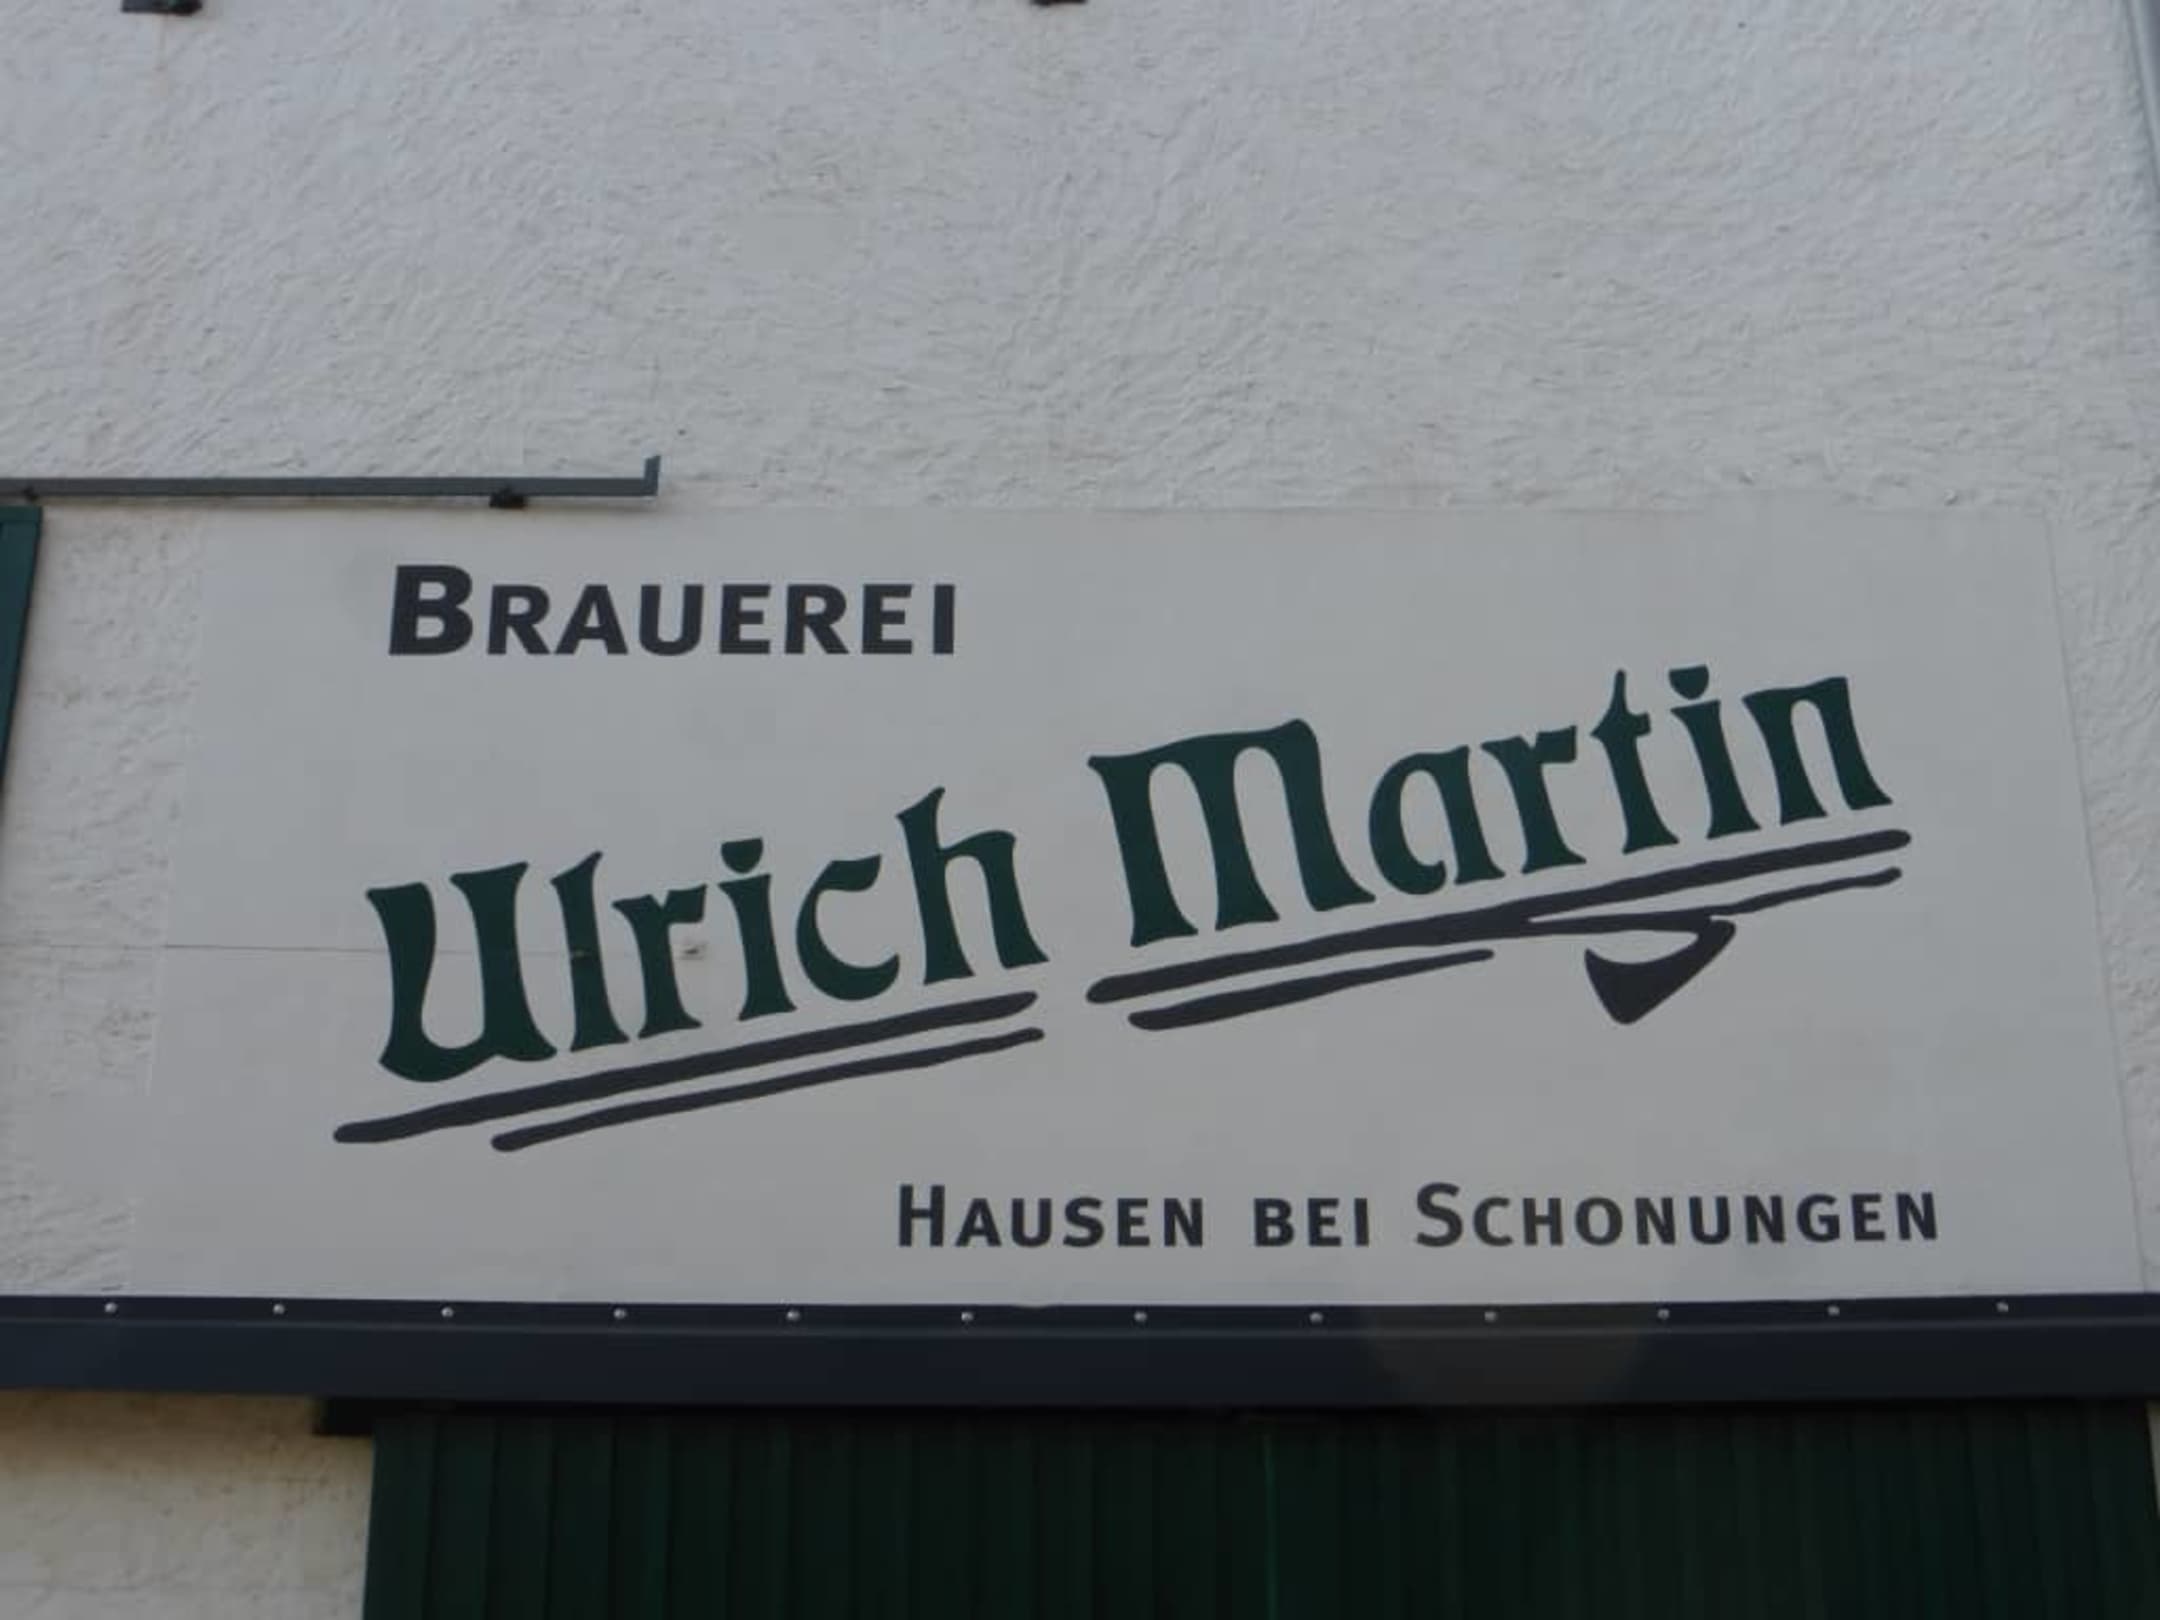 BRAUEREI
Ulrich Martin
HAUSEN BEI SCHONUNGEN